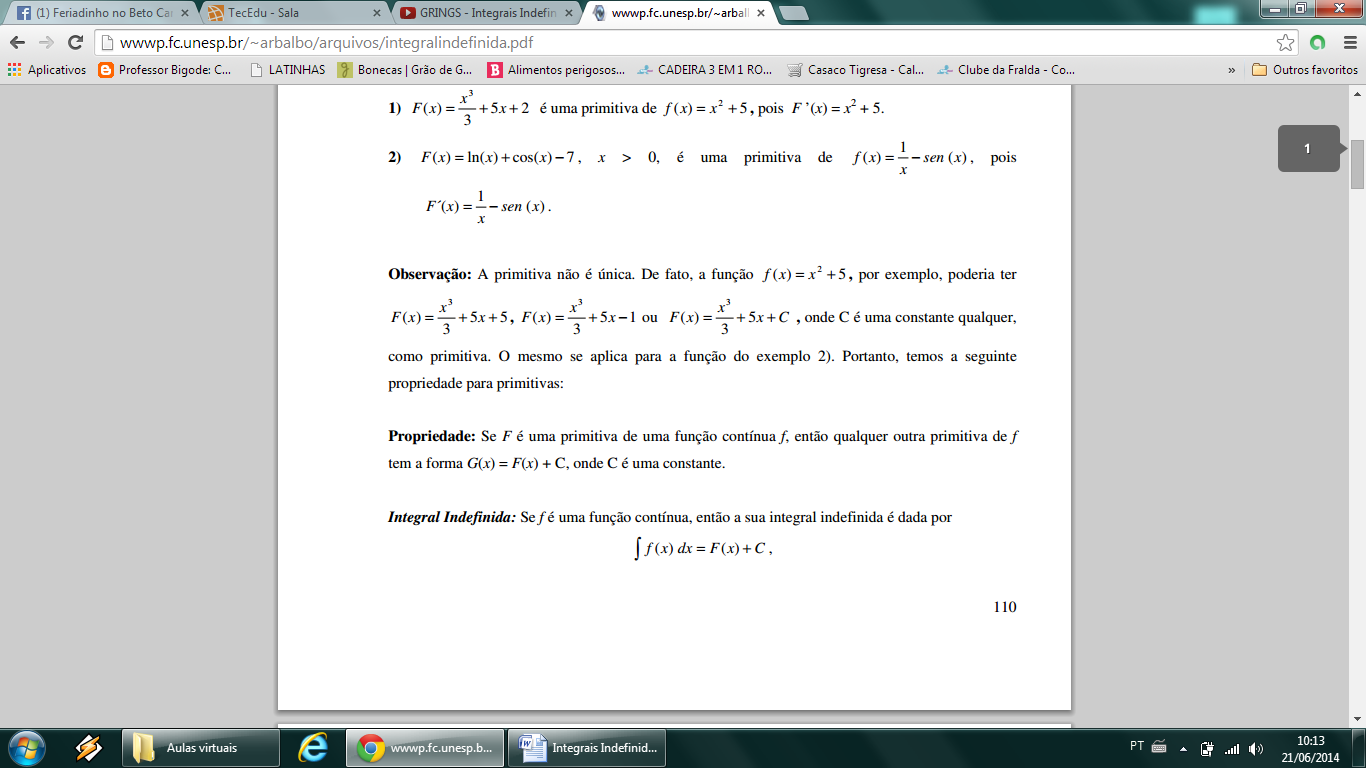 (1) Feriadinho no Beto Ca
TecEdu - Sala
GRINGS - Integrais Indefin
wwwp.fc.unesp.br/~arbal
wwwp.fc.unesp.br/~arbalbo/arquivos/integralindefinida.pdf
Aplicativos
Professor Bigode: C...
LATINHAS
Bonecas | Grão de G...
Alimentos perigosos...
CADEIRA 3 EM 1 RO...
Casaco Tigresa - Cal...
Clube da Fralda - Co...
»
Outros favoritos
1) F(x) = x³/3 + 5x + 2 é uma primitiva de f(x) = x² + 5, pois F'(x) = x² + 5.
1
2) F(x) = ln(x) + cos(x) − 7, x > 0, é uma primitiva de f(x) = 1/x − sen (x), pois
F´(x) = 1/x − sen (x).
Observação: A primitiva não é única. De fato, a função f(x) = x² + 5, por exemplo, poderia ter
F(x) = x³/3 + 5x + 5, F(x) = x³/3 + 5x − 1 ou F(x) = x³/3 + 5x + C , onde C é uma constante qualquer,
como primitiva. O mesmo se aplica para a função do exemplo 2). Portanto, temos a seguinte
propriedade para primitivas:
Propriedade: Se F é uma primitiva de uma função contínua f, então qualquer outra primitiva de f
tem a forma G(x) = F(x) + C, onde C é uma constante.
Integral Indefinida: Se f é uma função contínua, então a sua integral indefinida é dada por
∫ f(x) dx = F(x) + C ,
110
Aulas virtuais
wwwp.fc.unesp.b...
Integrais Indefinid...
PT
10:13
21/06/2014